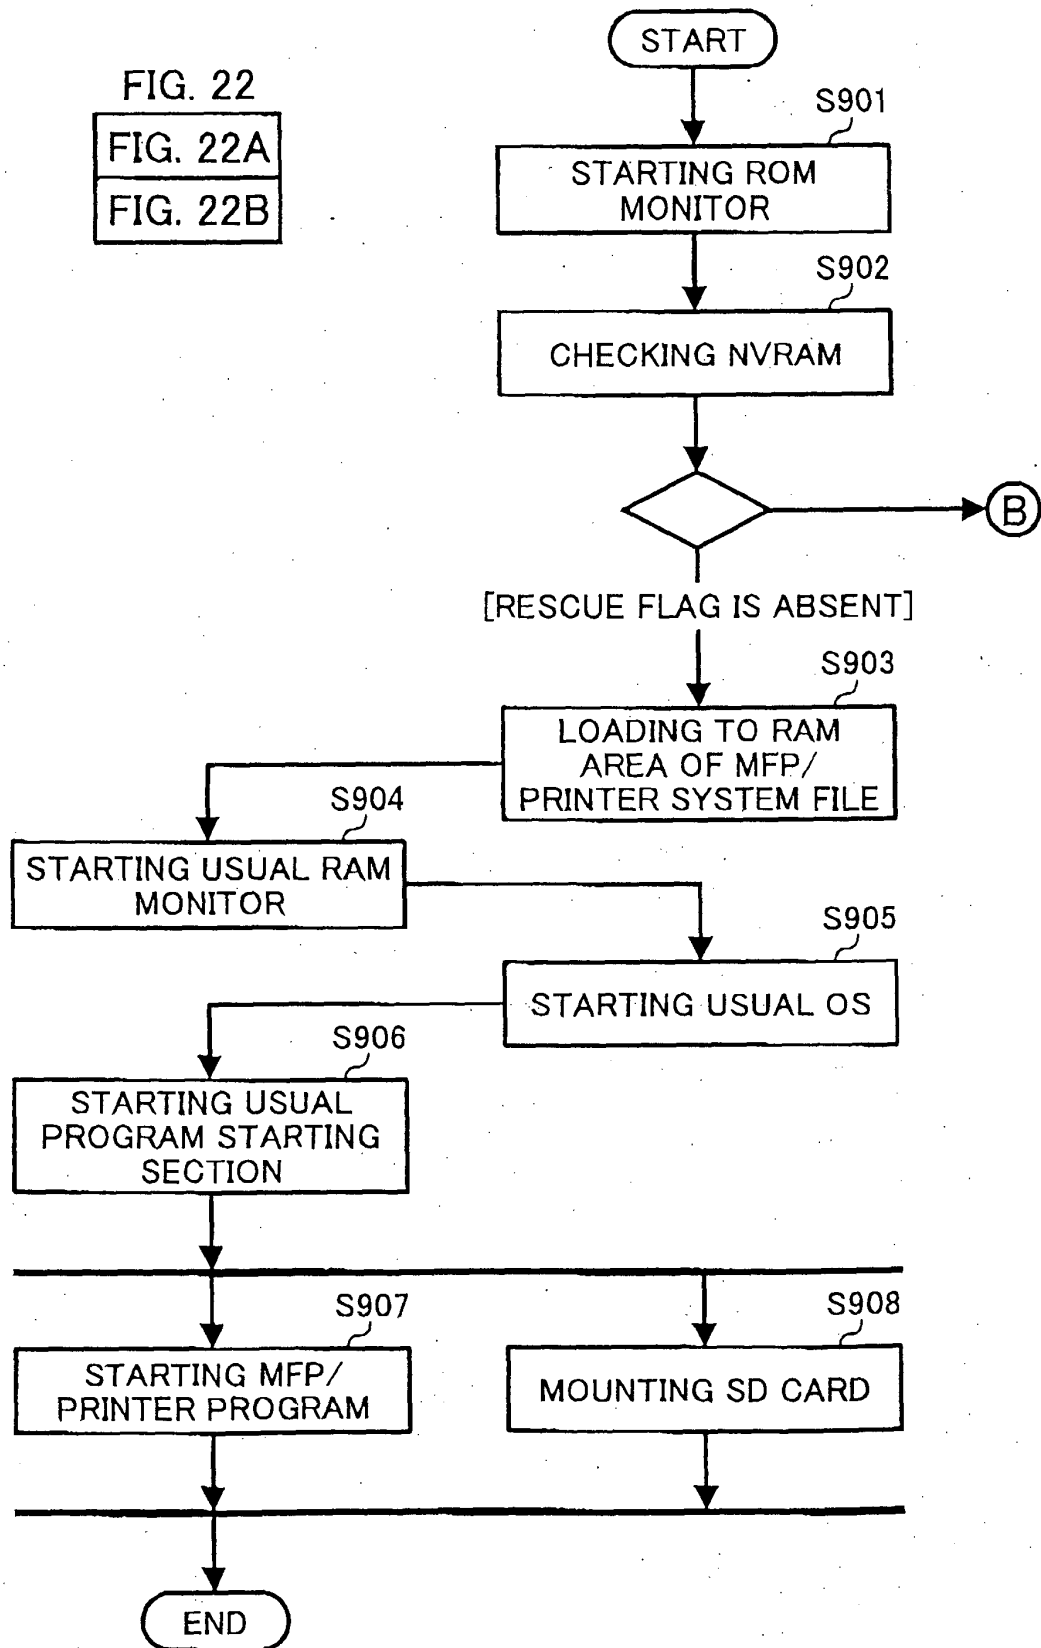 START
FIG. 22
FIG. 22A
FIG. 22B
S901
STARTING ROM
MONITOR
S902
CHECKING NVRAM
B
[RESCUE FLAG IS ABSENT]
S903
LOADING TO RAM
AREA OF MFP/
PRINTER SYSTEM FILE
S904
STARTING USUAL RAM
MONITOR
S905
STARTING USUAL OS
S906
STARTING USUAL
PROGRAM STARTING
SECTION
S907
STARTING MFP/
PRINTER PROGRAM
S908
MOUNTING SD CARD
END